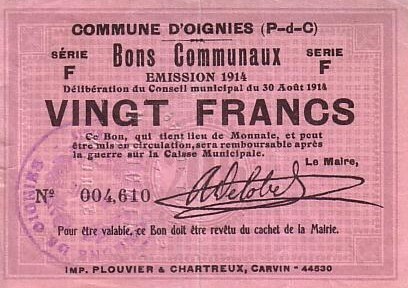 COMMUNE D'OIGNIES (P-d-C)
SÉRIE F
Bons Communaux
SERIE F
EMISSION 1914
Délibération du Conseil municipal du 30 Août 1914
VINGT FRANCS
Ce Bon, qui tient lieu de Monnaie, et peut
être mis en circulation, sera remboursable après
la guerre sur la Caisse Municipale.
Le Maire,
No 004,610
ADelobel
Pour être valable, ce Bon doit être revêtu du cachet de la Mairie.
IMP. PLOUVIER & CHARTREUX, CARVIN - 44530